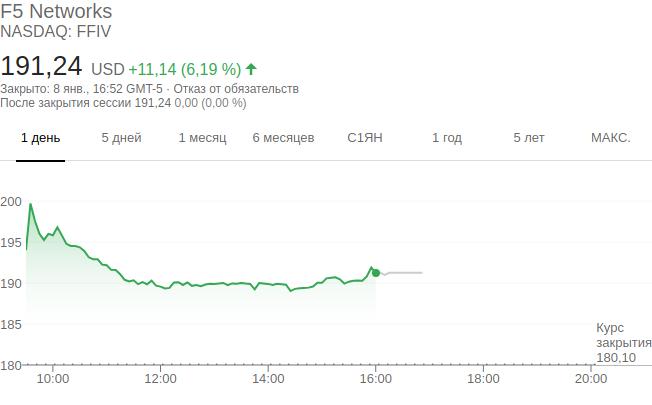 F5 Networks
NASDAQ: FFIV
191,24 USD +11,14 (6,19 %)
Закрыто: 8 янв., 16:52 GMT-5 · Отказ от обязательств
После закрытия сессии 191,24 0,00 (0,00 %)
1 день 5 дней 1 месяц 6 месяцев С1ЯН 1 год 5 лет МАКС.
200
195
190
185
Курс
закрытия
180,10
180
10:00 12:00 14:00 16:00 18:00 20:00